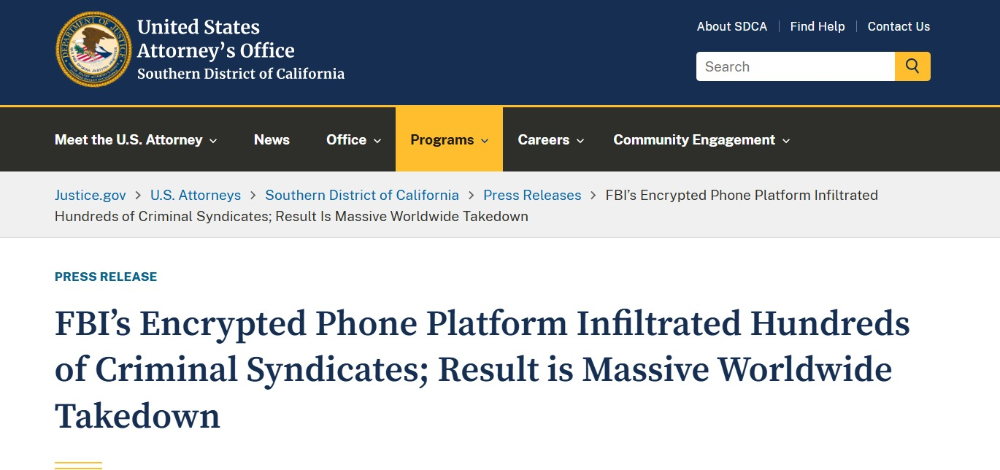 United States
Attorney’s Office
Southern District of California
About SDCA
Find Help
Contact Us
Search
Meet the U.S. Attorney
News
Office
Programs
Careers
Community Engagement
Justice.gov > U.S. Attorneys > Southern District of California > Press Releases > FBI’s Encrypted Phone Platform Infiltrated
Hundreds of Criminal Syndicates; Result Is Massive Worldwide Takedown
PRESS RELEASE
FBI’s Encrypted Phone Platform Infiltrated Hundreds
of Criminal Syndicates; Result is Massive Worldwide
Takedown